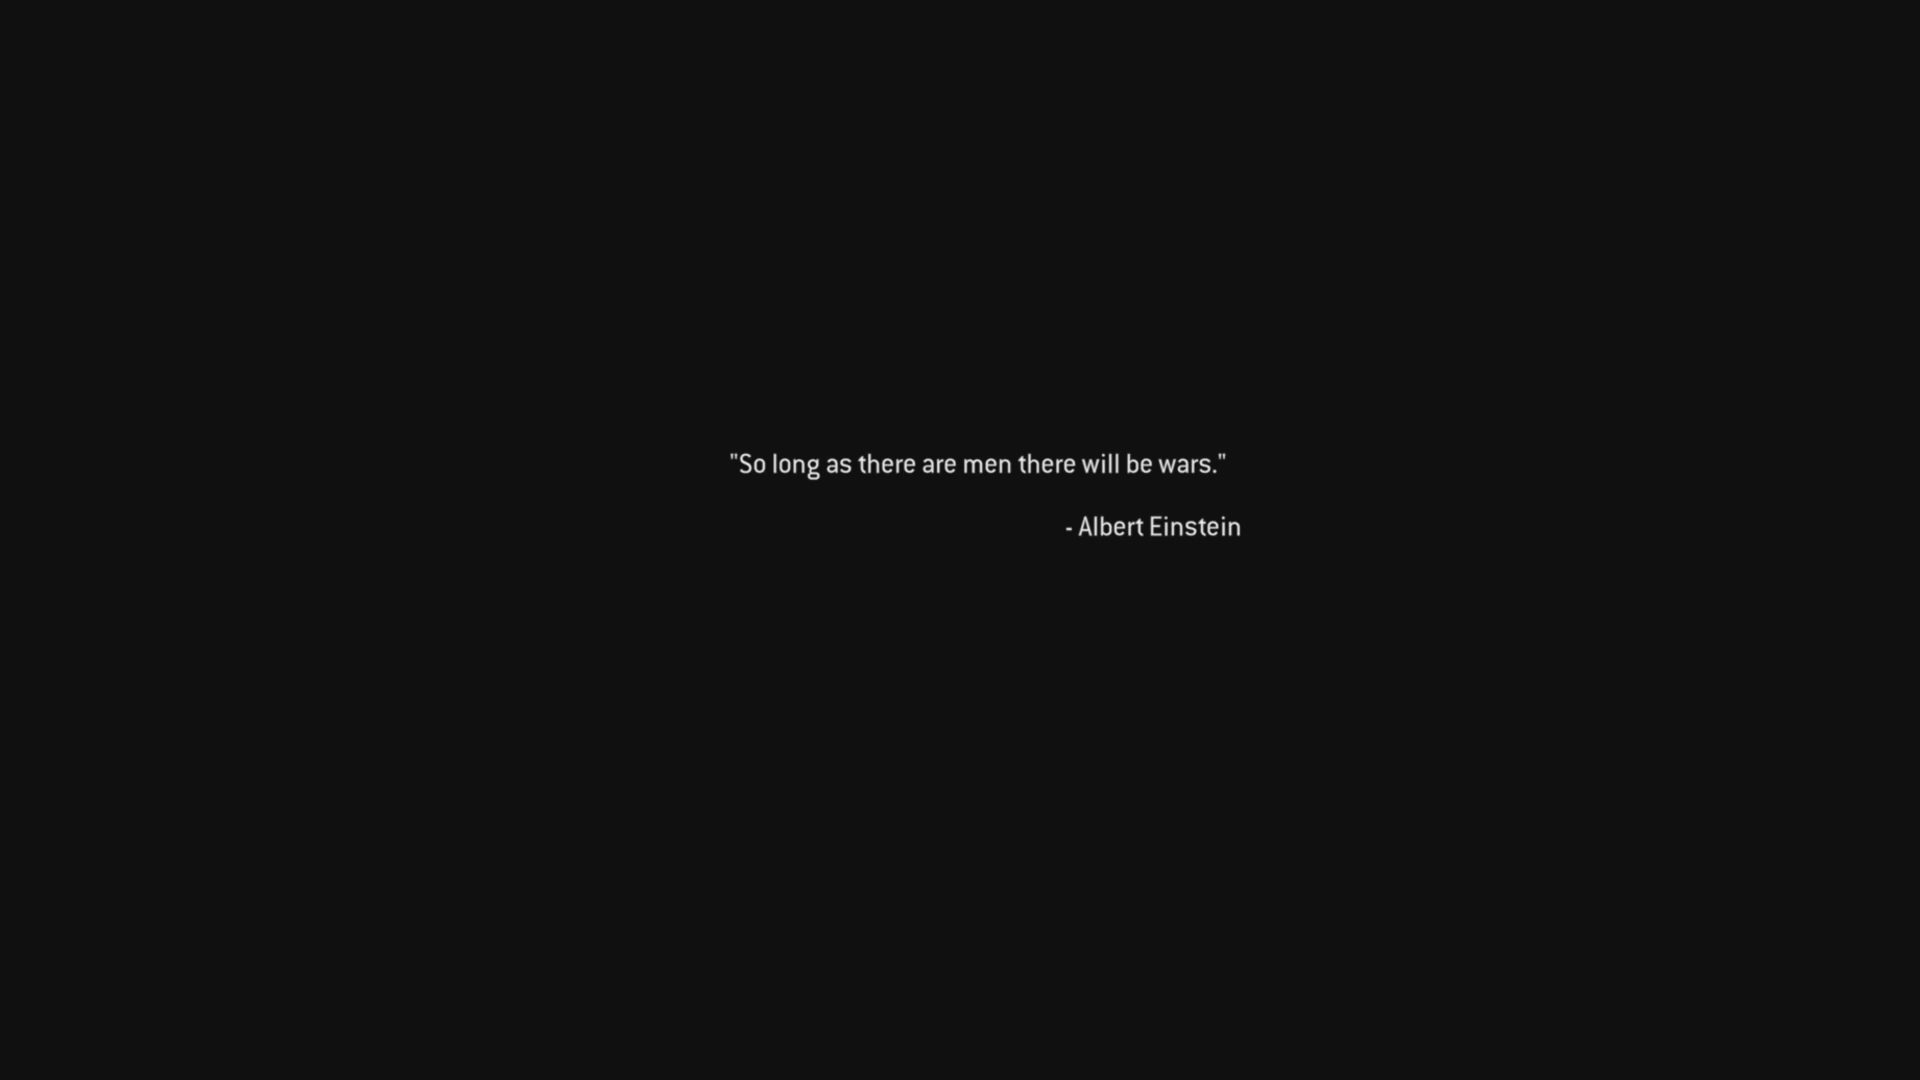 "So long as there are men there will be wars."
- Albert Einstein